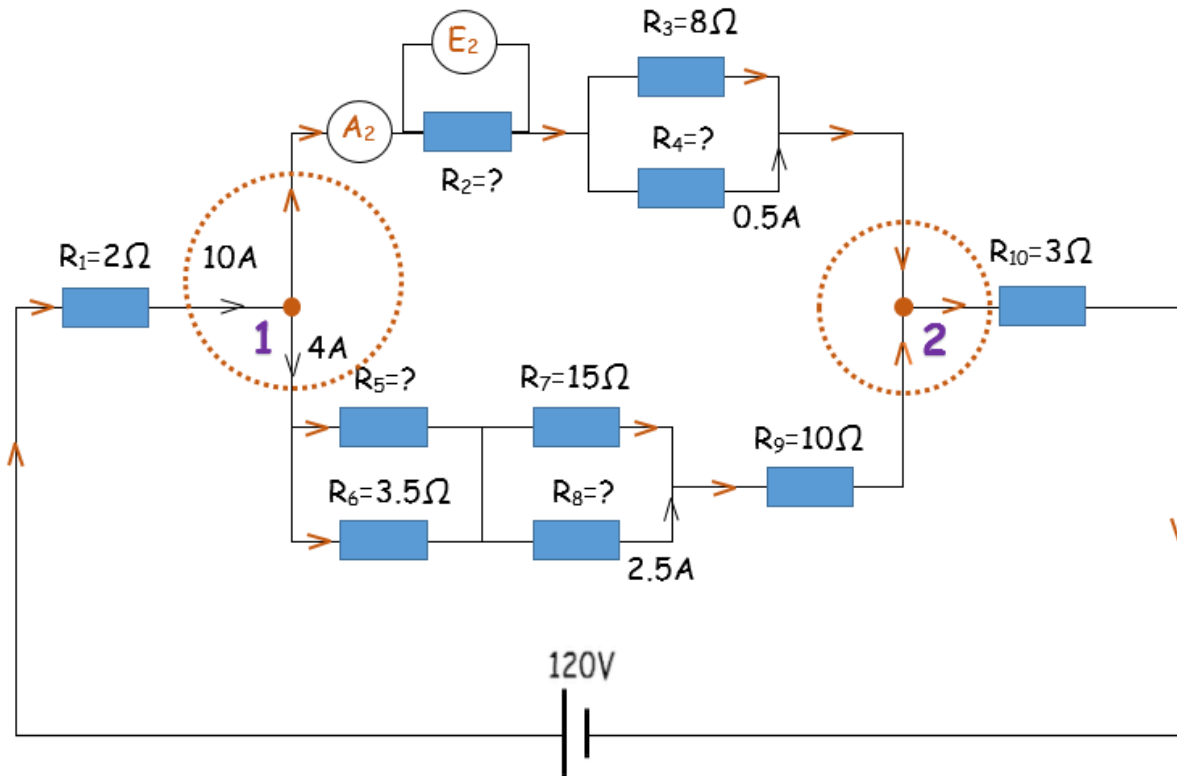 E₂
R₃=8Ω
A₂
R₄=?
R₂=?
0.5A
R₁=2Ω
10A
R₁₀=3Ω
1
4A
2
R₅=?
R₇=15Ω
R₉=10Ω
R₆=3.5Ω
R₈=?
2.5A
120V